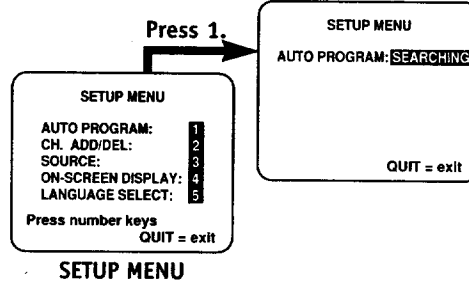 Press 1.
SETUP MENU
AUTO PROGRAM: 1
CH. ADD/DEL: 2
SOURCE: 3
ON-SCREEN DISPLAY: 4
LANGUAGE SELECT: 5
Press number keys
QUIT = exit
SETUP MENU
SETUP MENU
AUTO PROGRAM: SEARCHING
QUIT = exit